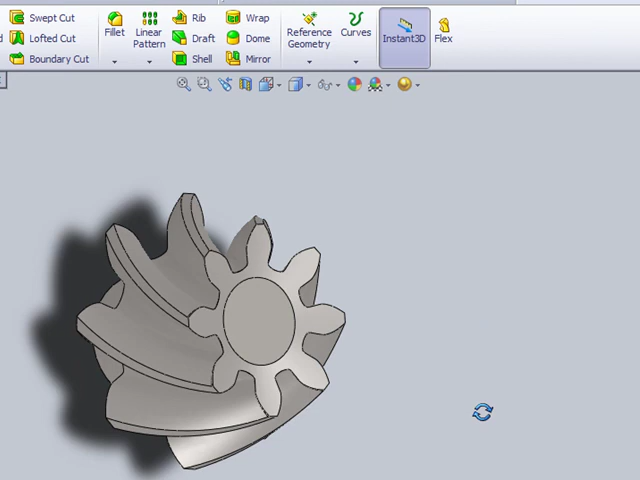 Swept Cut
Lofted Cut
Boundary Cut
Fillet
Linear
Pattern
Rib
Draft
Shell
Wrap
Dome
Mirror
Reference
Geometry
Curves
Instant3D
Flex